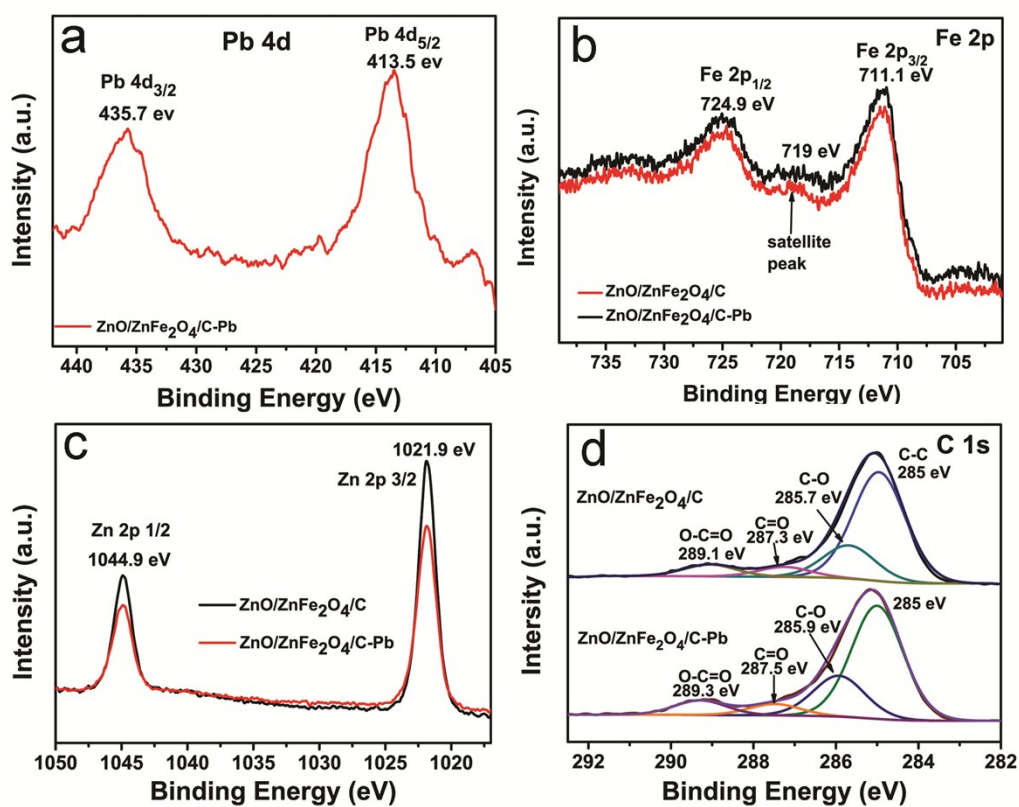 a
Pb 4d
Pb 4d5/2
413.5 ev
Pb 4d3/2
435.7 ev
ZnO/ZnFe2O4/C-Pb
Intensity (a.u.)
440 435 430 425 420 415 410 405
Binding Energy (eV)
b
Fe 2p
Fe 2p3/2
711.1 eV
Fe 2p1/2
724.9 eV
719 eV
satellite
peak
ZnO/ZnFe2O4/C
ZnO/ZnFe2O4/C-Pb
Intensity (a.u.)
735 730 725 720 715 710 705
Binding Energy (eV)
c
1021.9 eV
Zn 2p 3/2
Zn 2p 1/2
1044.9 eV
ZnO/ZnFe2O4/C
ZnO/ZnFe2O4/C-Pb
Intensity (a.u.)
1050 1045 1040 1035 1030 1025 1020
Binding Energy (eV)
d
C 1s
C-C
285 eV
C-O
285.7 eV
C=O
287.3 eV
O-C=O
289.1 eV
ZnO/ZnFe2O4/C
285 eV
C-O
285.9 eV
C=O
287.5 eV
O-C=O
289.3 eV
ZnO/ZnFe2O4/C-Pb
Intersity (a.u.)
292 290 288 286 284 282
Binding Energy (eV)